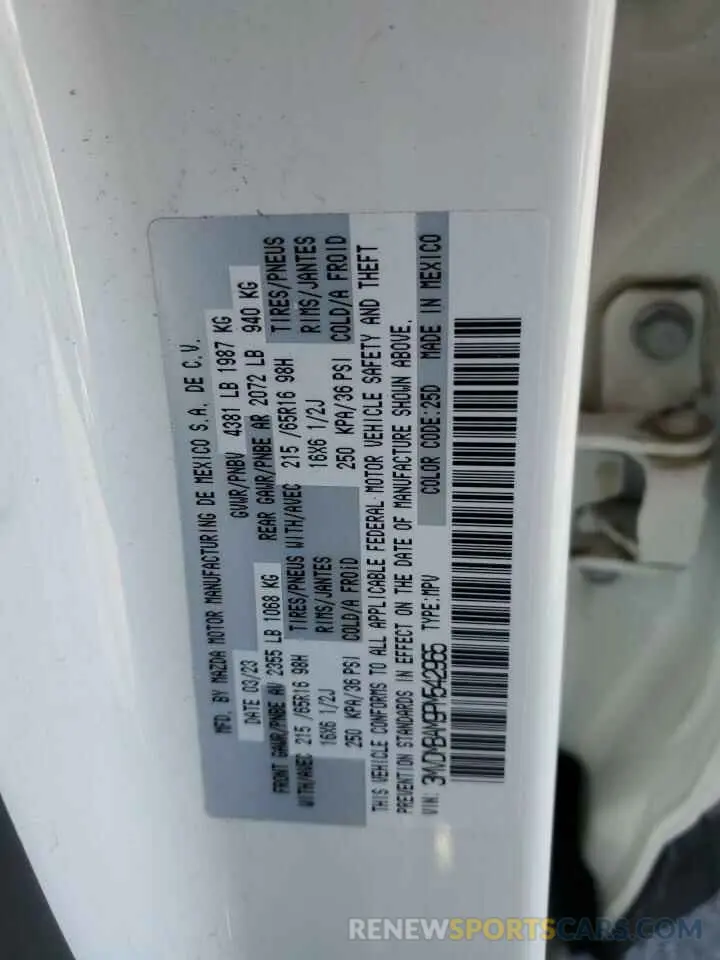 MFD. BY MAZDA MOTOR MANUFACTURING DE MEXICO S.A. DE C.V.
DATE 03/23 GVWR/PNBV 4381 LB 1987 KG
FRONT GAWR/PNBE AV 2355 LB 1068 KG REAR GAWR/PNBE AR 2072 LB 940 KG
WITH/AVEC 215 /65R16 98H TIRES/PNEUS WITH/AVEC 215 /65R16 98H TIRES/PNEUS
16X6 1/2J RIMS/JANTES 16X6 1/2J RIMS/JANTES
250 KPA/36 PSI COLD/A FROID 250 KPA/36 PSI COLD/A FROID
THIS VEHICLE CONFORMS TO ALL APPLICABLE FEDERAL MOTOR VEHICLE SAFETY AND THEFT
PREVENTION STANDARDS IN EFFECT ON THE DATE OF MANUFACTURE SHOWN ABOVE.
VIN: 3MVDMBAM9PM542965 TYPE:MPV COLOR CODE:25D MADE IN MEXICO
RENEWSPORTSCARS.COM